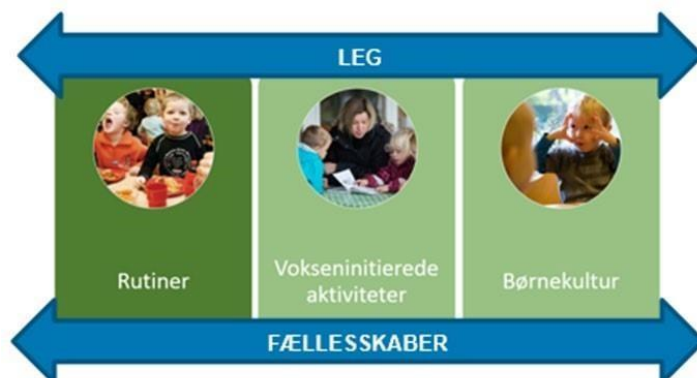 LEG
Rutiner
Vokseninitierede
aktiviteter
Børnekultur
FÆLLESSKABER